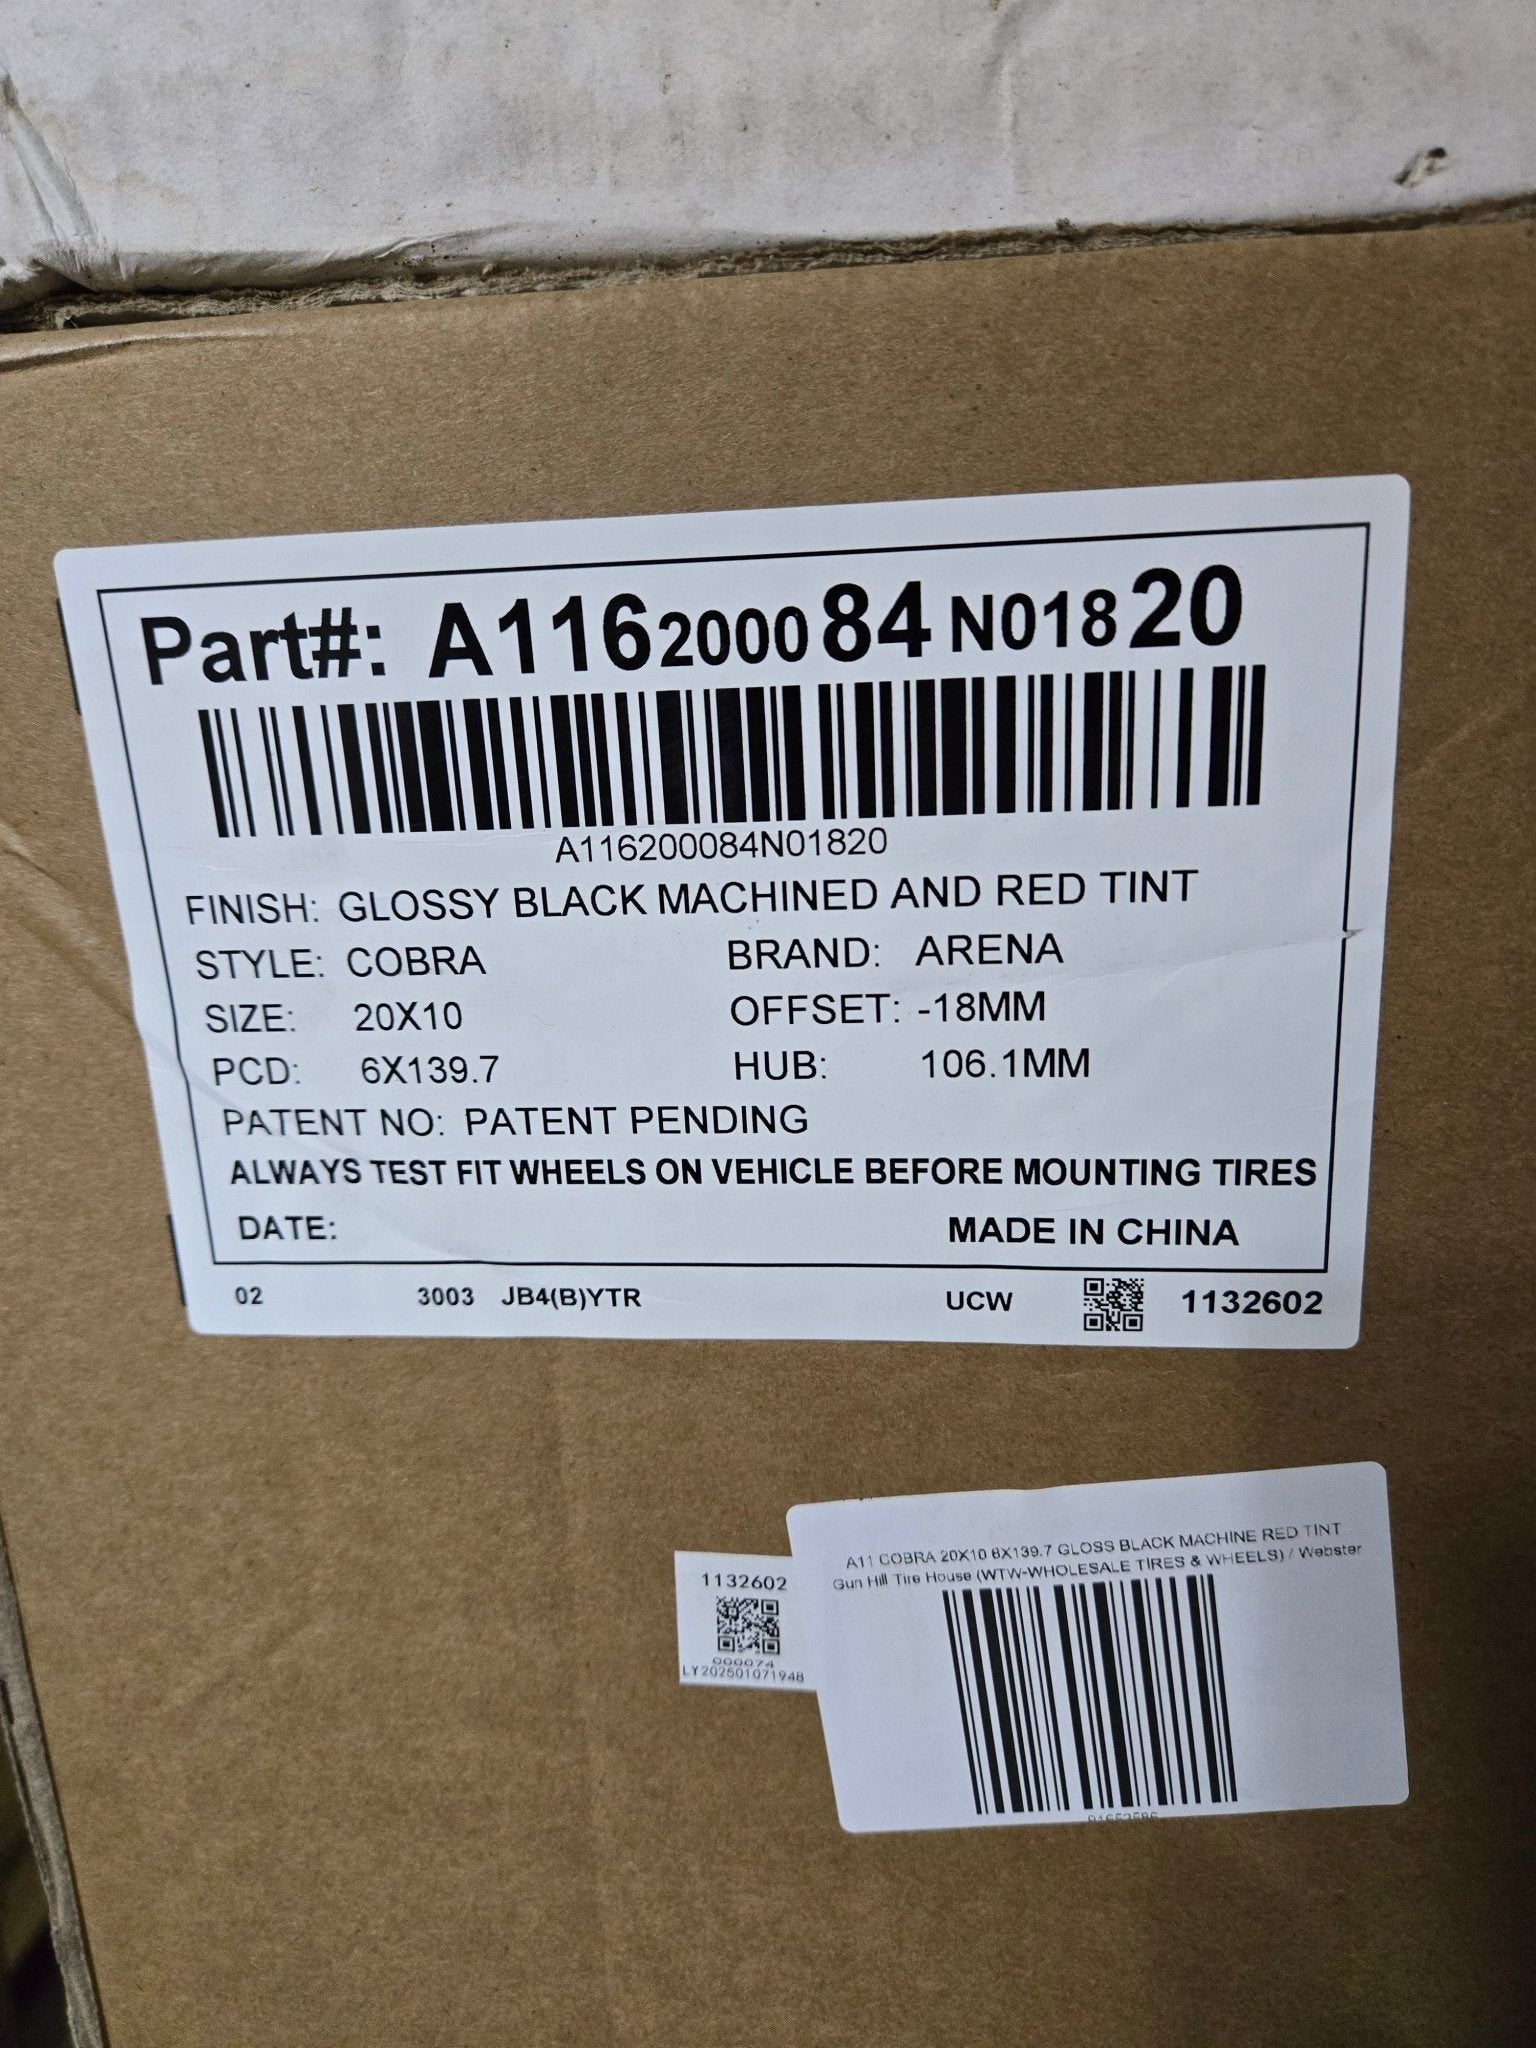 Part#: A116200084N01820
A116200084N01820
FINISH: GLOSSY BLACK MACHINED AND RED TINT
STYLE: COBRA BRAND: ARENA
SIZE: 20X10 OFFSET: -18MM
PCD: 6X139.7 HUB: 106.1MM
PATENT NO: PATENT PENDING
ALWAYS TEST FIT WHEELS ON VEHICLE BEFORE MOUNTING TIRES
DATE: MADE IN CHINA
02 3003 JB4(B)YTR UCW 1132602
A11 COBRA 20X10 6X139.7 GLOSS BLACK MACHINE RED TINT
Gun Hill Tire House (WTW-WHOLESALE TIRES & WHEELS) / Webster
1132602
000074
LY202501071948